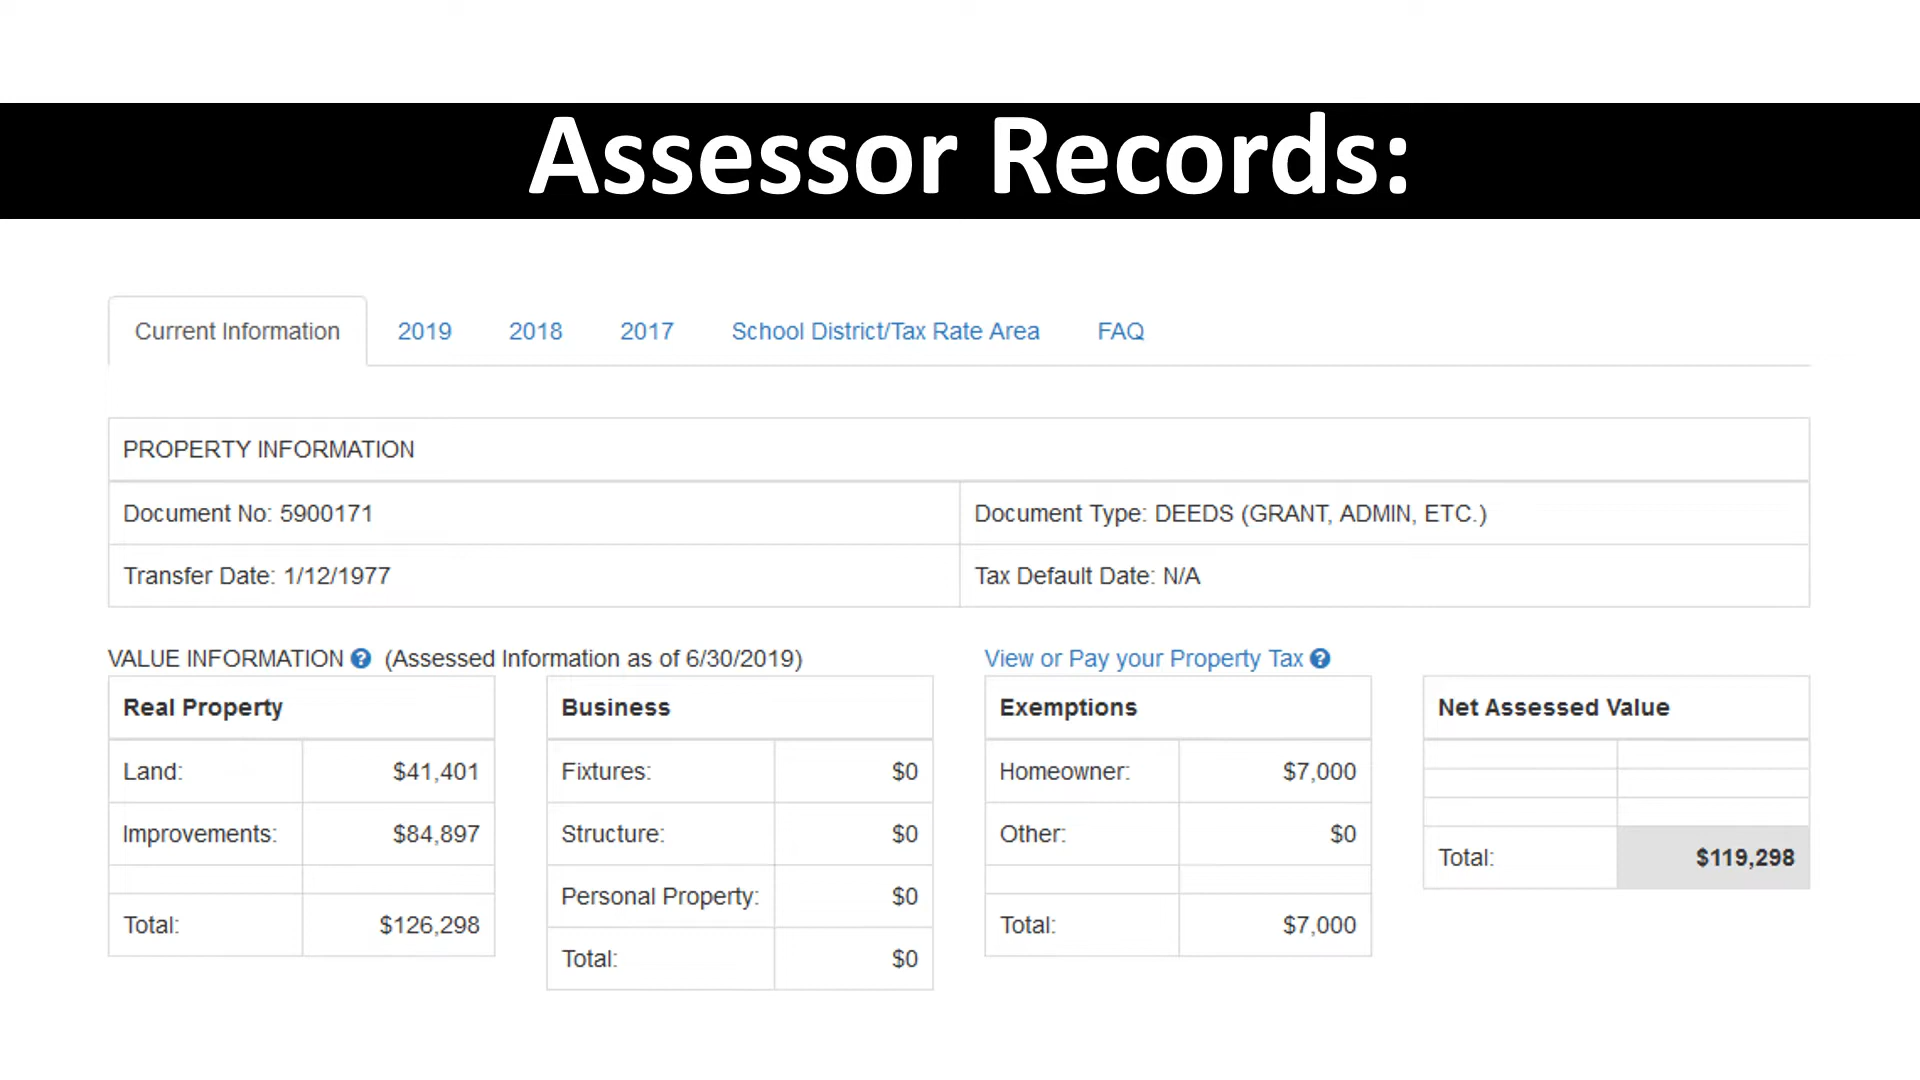 Assessor Records:
Current Information 2019 2018 2017 School District/Tax Rate Area FAQ
PROPERTY INFORMATION
Document No: 5900171 Document Type: DEEDS (GRANT, ADMIN, ETC.)
Transfer Date: 1/12/1977 Tax Default Date: N/A
VALUE INFORMATION ? (Assessed Information as of 6/30/2019) View or Pay your Property Tax ?
Real Property
Land: $41,401
Improvements: $84,897
Total: $126,298
Business
Fixtures: $0
Structure: $0
Personal Property: $0
Total: $0
Exemptions
Homeowner: $7,000
Other: $0
Total: $7,000
Net Assessed Value
Total: $119,298